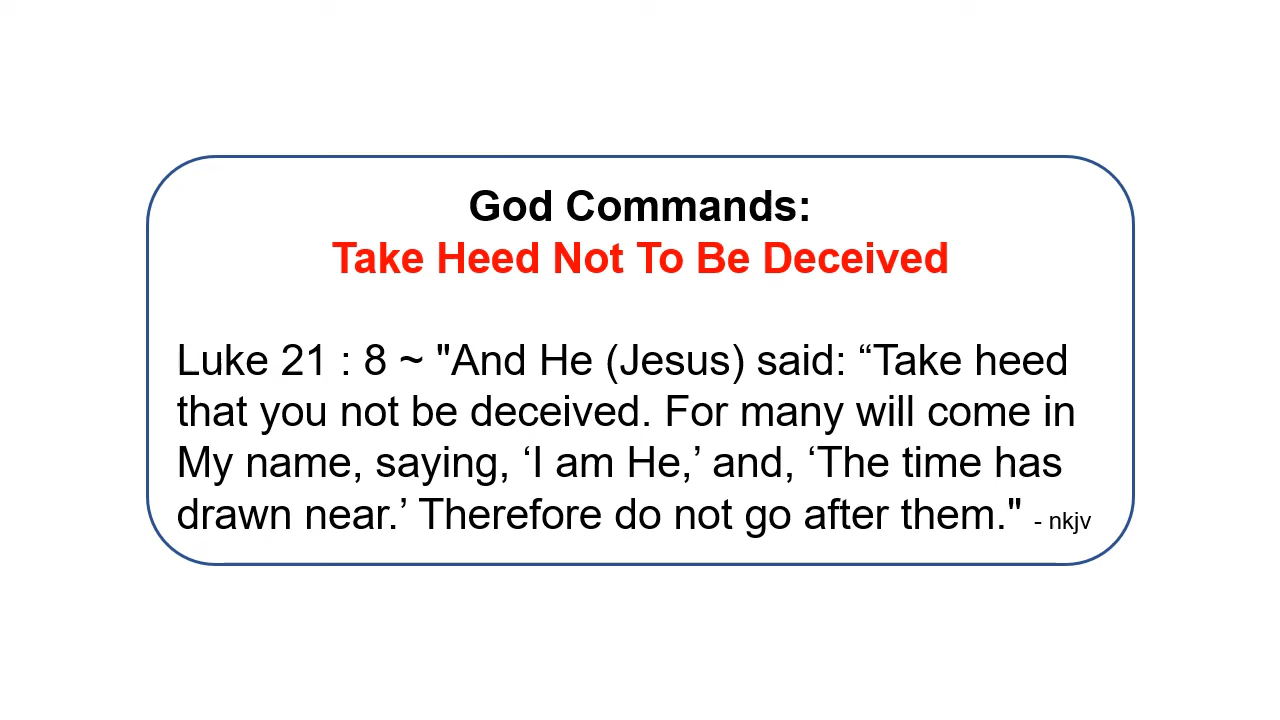 God Commands:
Take Heed Not To Be Deceived
Luke 21 : 8 ~ "And He (Jesus) said: “Take heed
that you not be deceived. For many will come in
My name, saying, ‘I am He,’ and, ‘The time has
drawn near.’ Therefore do not go after them." - nkjv